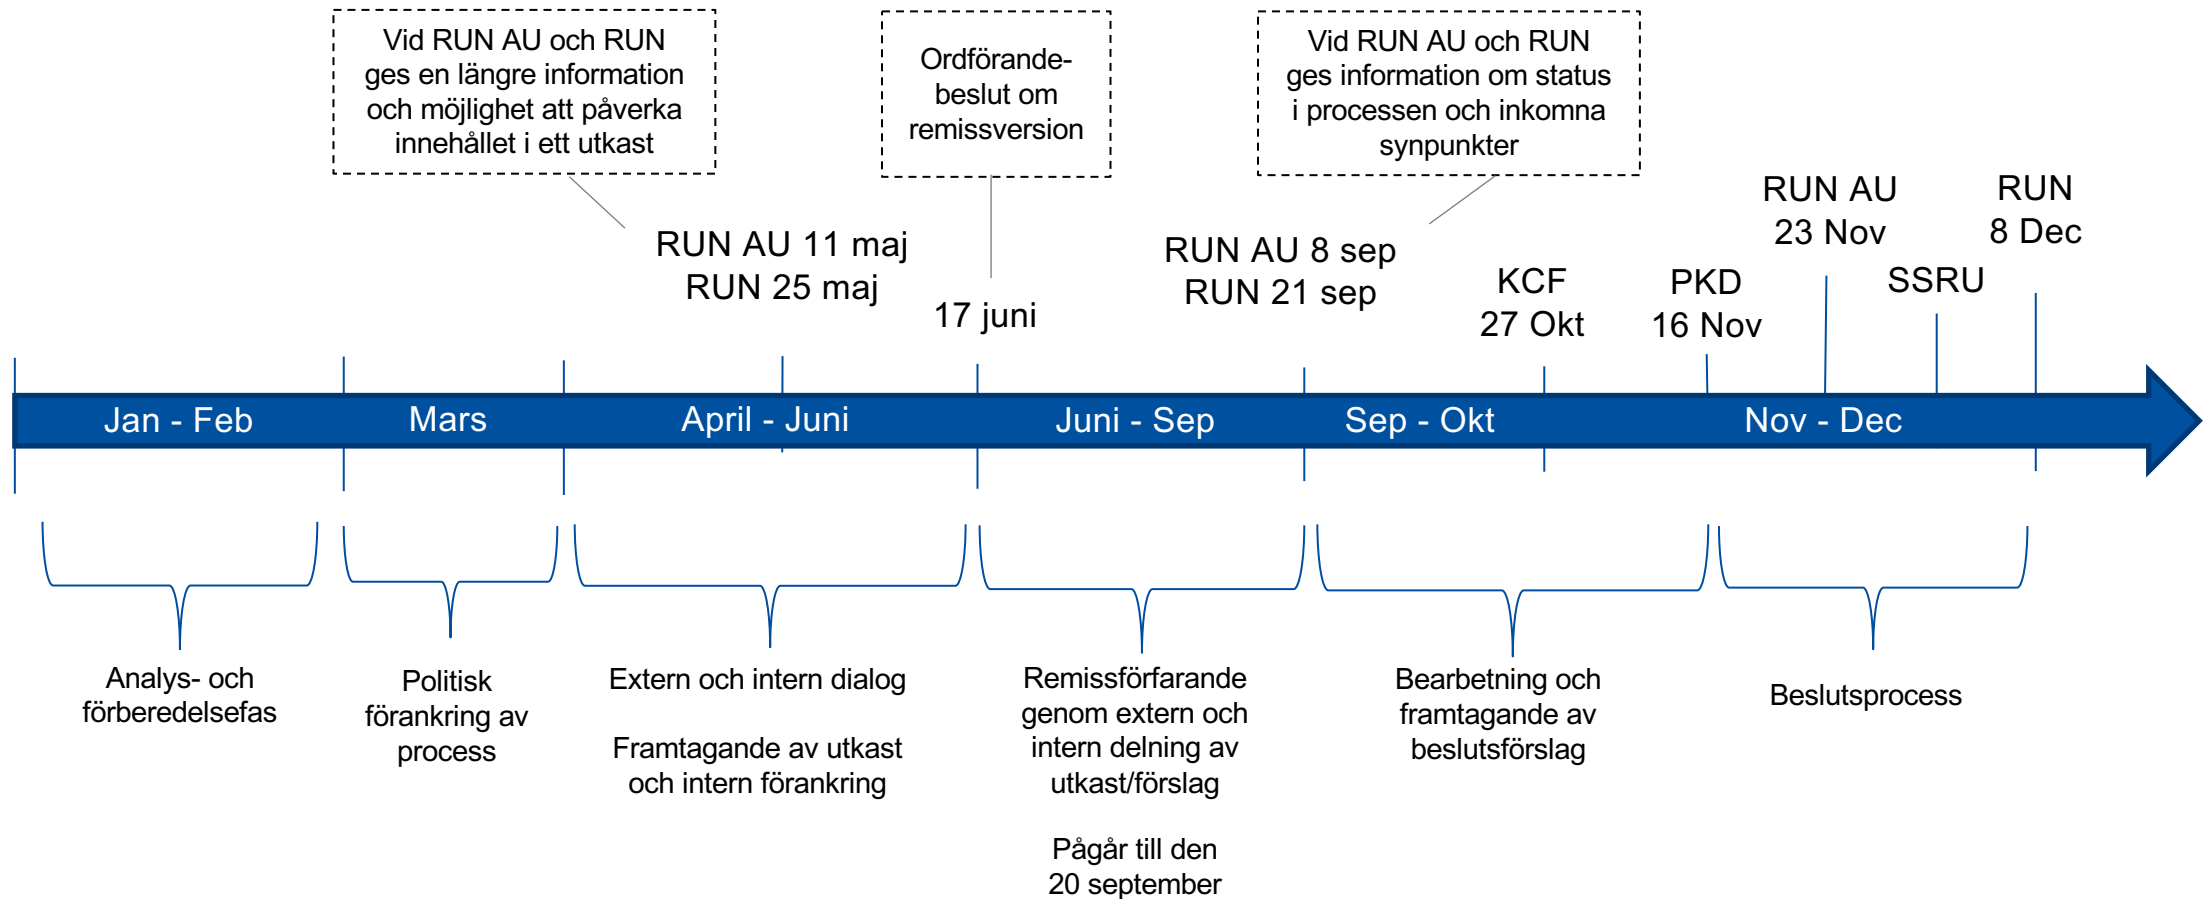 Vid RUN AU och RUN
ges en längre information
och möjlighet att påverka
innehållet i ett utkast
Ordförande-
beslut om
remissversion
Vid RUN AU och RUN
ges information om status
i processen och inkomna
synpunkter
RUN AU 11 maj
RUN 25 maj
17 juni
RUN AU 8 sep
RUN 21 sep
KCF
27 Okt
PKD
16 Nov
RUN AU
23 Nov
SSRU
RUN
8 Dec
Jan - Feb
Mars
April - Juni
Juni - Sep
Sep - Okt
Nov - Dec
Analys- och
förberedelsefas
Politisk
förankring av
process
Extern och intern dialog
Framtagande av utkast
och intern förankring
Remissförfarande
genom extern och
intern delning av
utkast/förslag
Pågår till den
20 september
Bearbetning och
framtagande av
beslutsförslag
Beslutsprocess